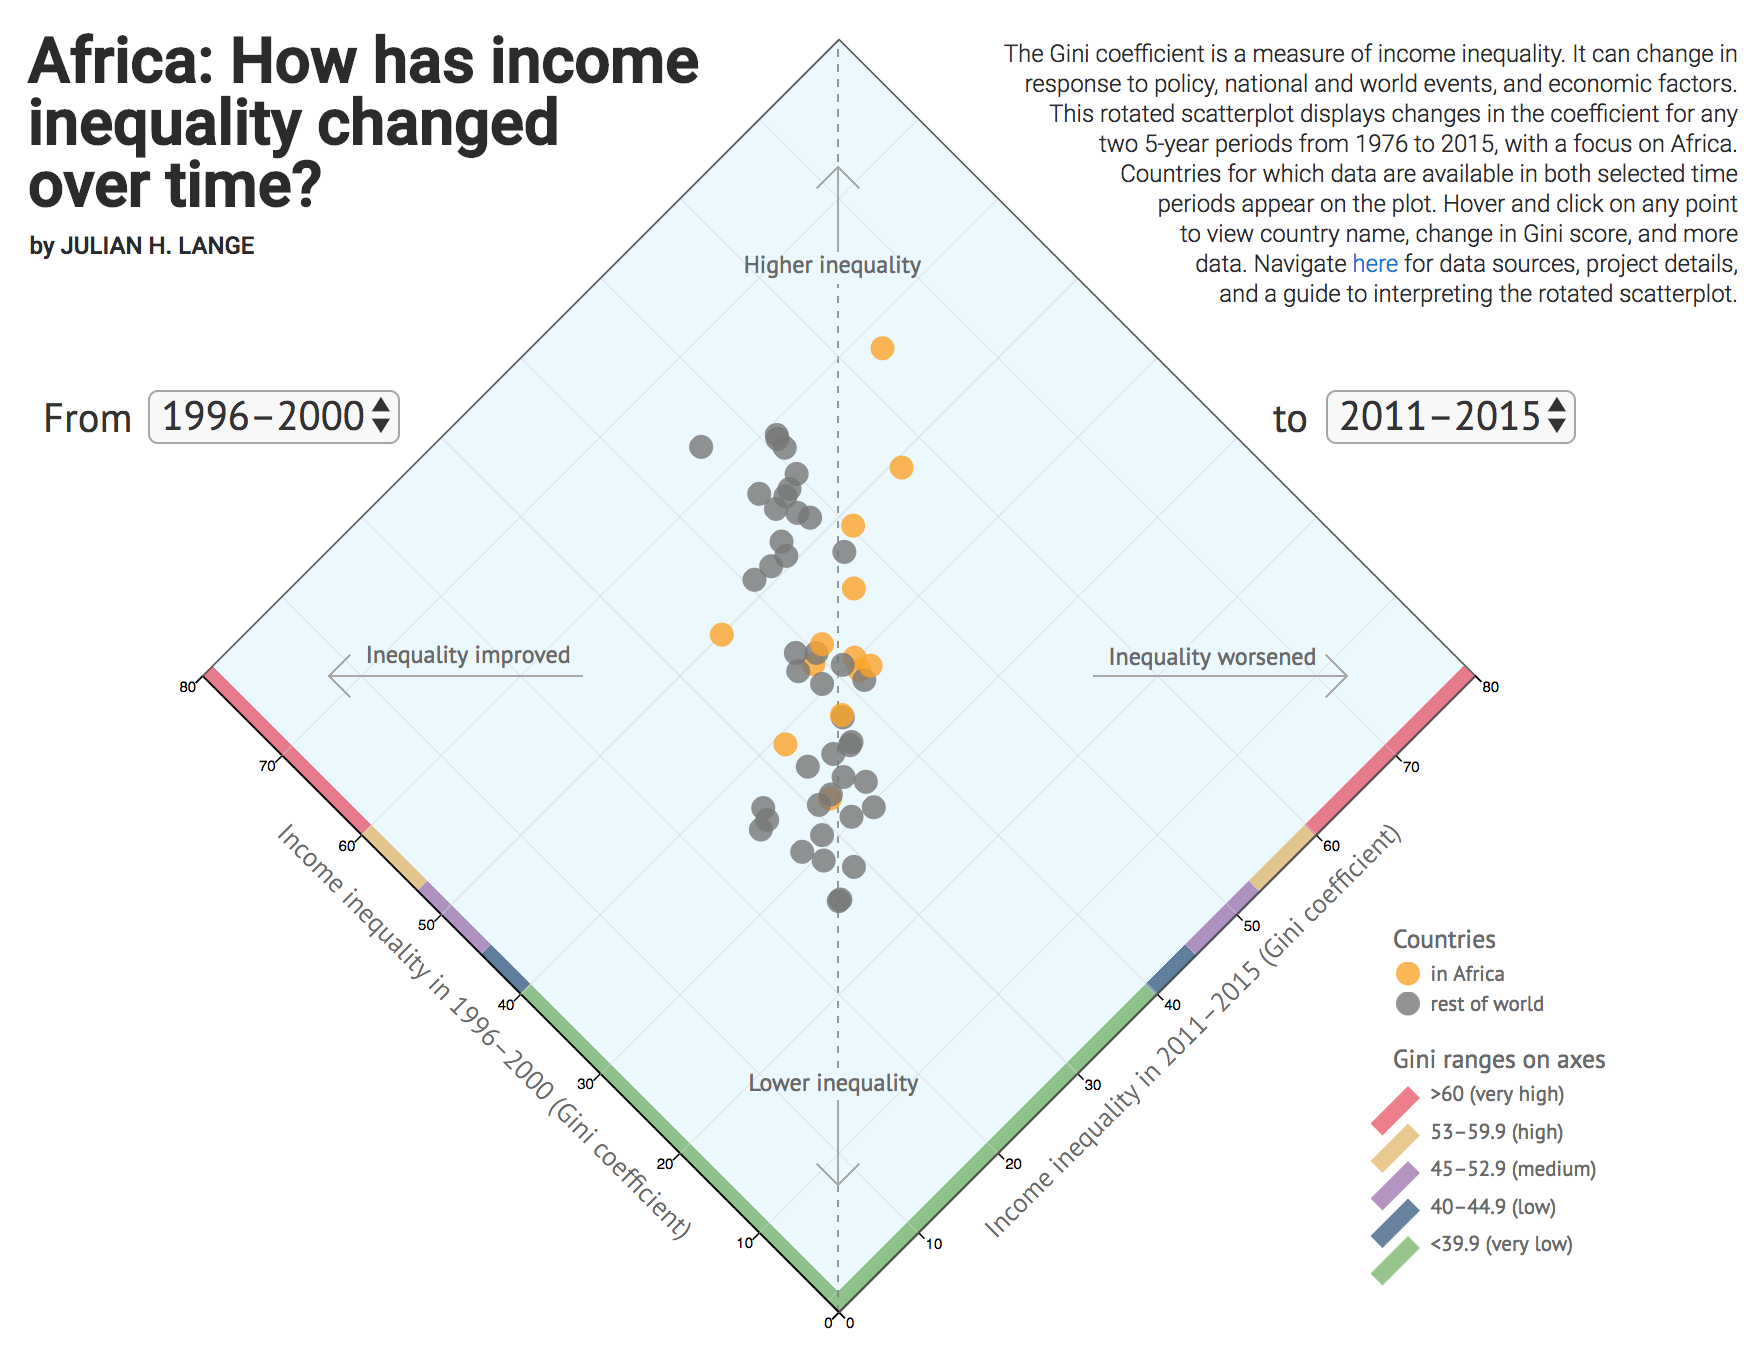 Africa: How has income
inequality changed
over time?
by JULIAN H. LANGE
The Gini coefficient is a measure of income inequality. It can change in
response to policy, national and world events, and economic factors.
This rotated scatterplot displays changes in the coefficient for any
two 5-year periods from 1976 to 2015, with a focus on Africa.
Countries for which data are available in both selected time
periods appear on the plot. Hover and click on any point
to view country name, change in Gini score, and more
data. Navigate here for data sources, project details,
and a guide to interpreting the rotated scatterplot.
From 1996–2000
to 2011–2015
Higher inequality
Inequality improved
Inequality worsened
Lower inequality
80
70
60
50
40
30
20
10
0
Income inequality in 1996–2000 (Gini coefficient)
0
10
20
30
40
50
60
70
80
Income inequality in 2011–2015 (Gini coefficient)
Countries
in Africa
rest of world
Gini ranges on axes
>60 (very high)
53–59.9 (high)
45–52.9 (medium)
40–44.9 (low)
<39.9 (very low)